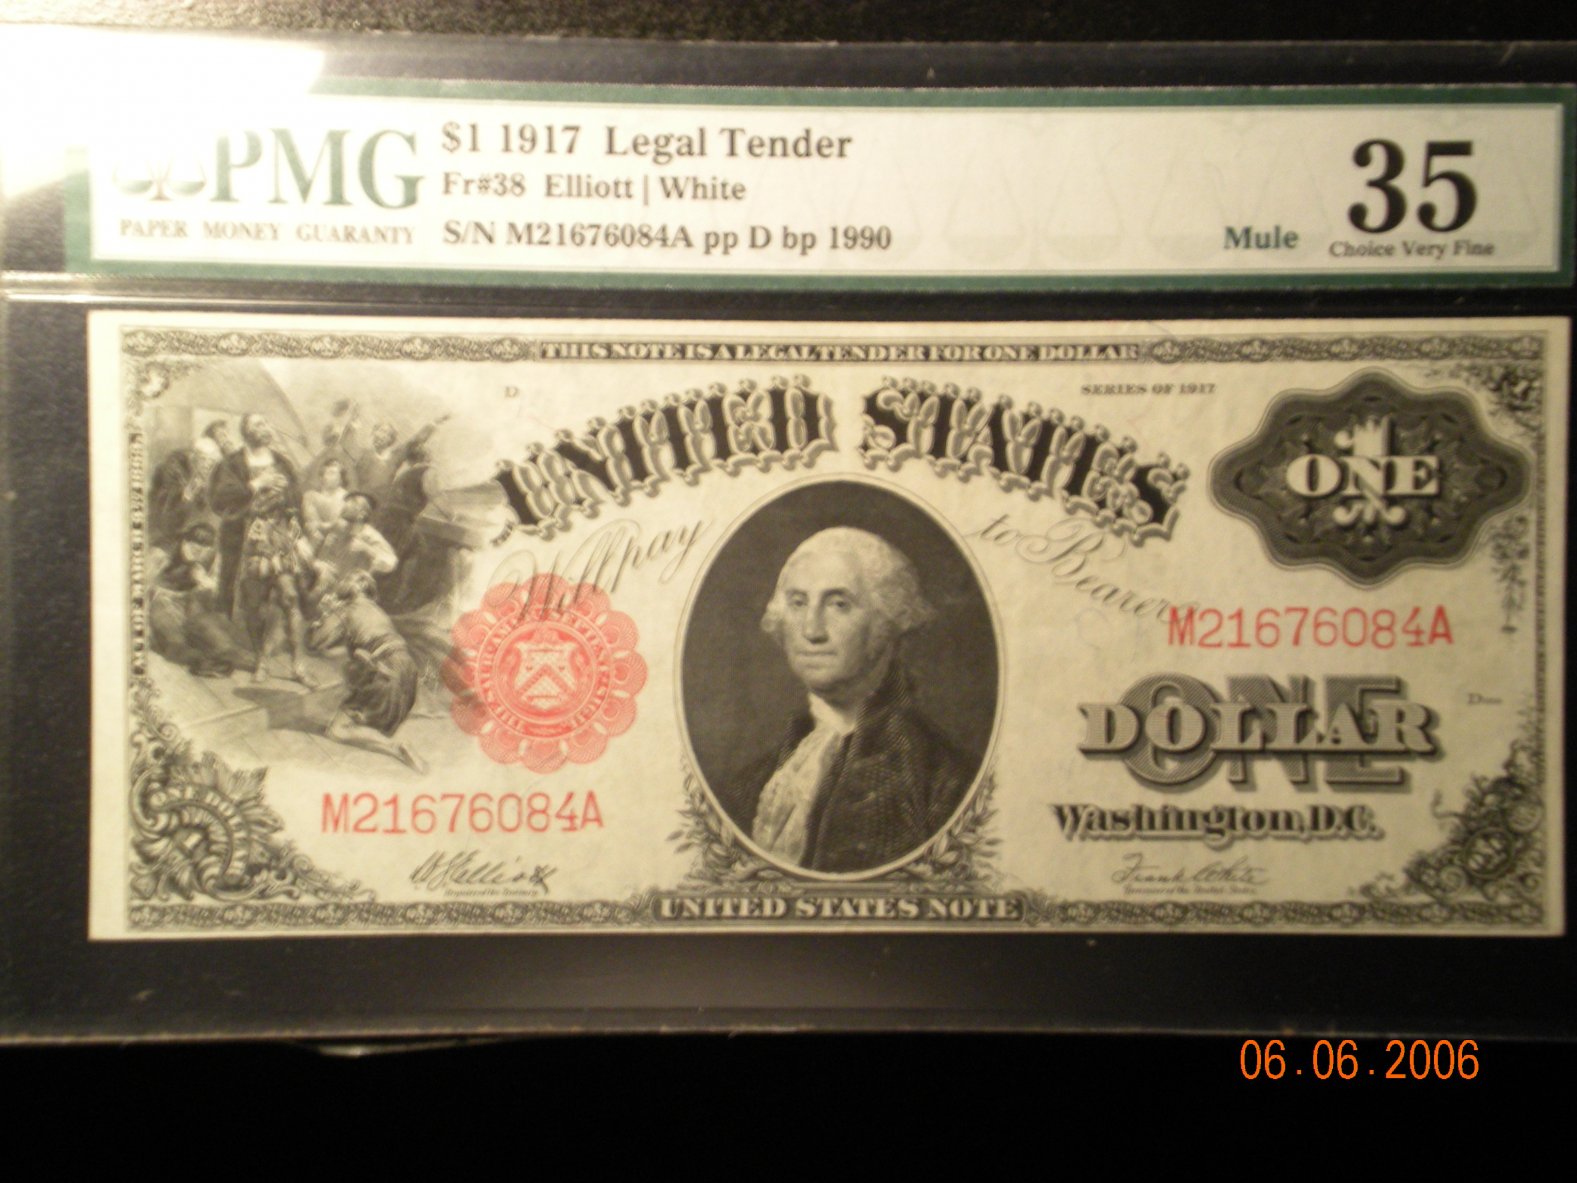 PMG
PAPER MONEY GUARANTY
$1 1917 Legal Tender
Fr#38 Elliott | White
S/N M21676084A pp D bp 1990
Mule
35
Choice Very Fine
THIS NOTE IS A LEGAL TENDER FOR ONE DOLLAR
D
SERIES OF 1917
UNITED STATES
ONE
Will pay to Bearer
M21676084A
ONE
DOLLAR
Washington, D.C.
M21676084A
UNITED STATES NOTE
06.06.2006